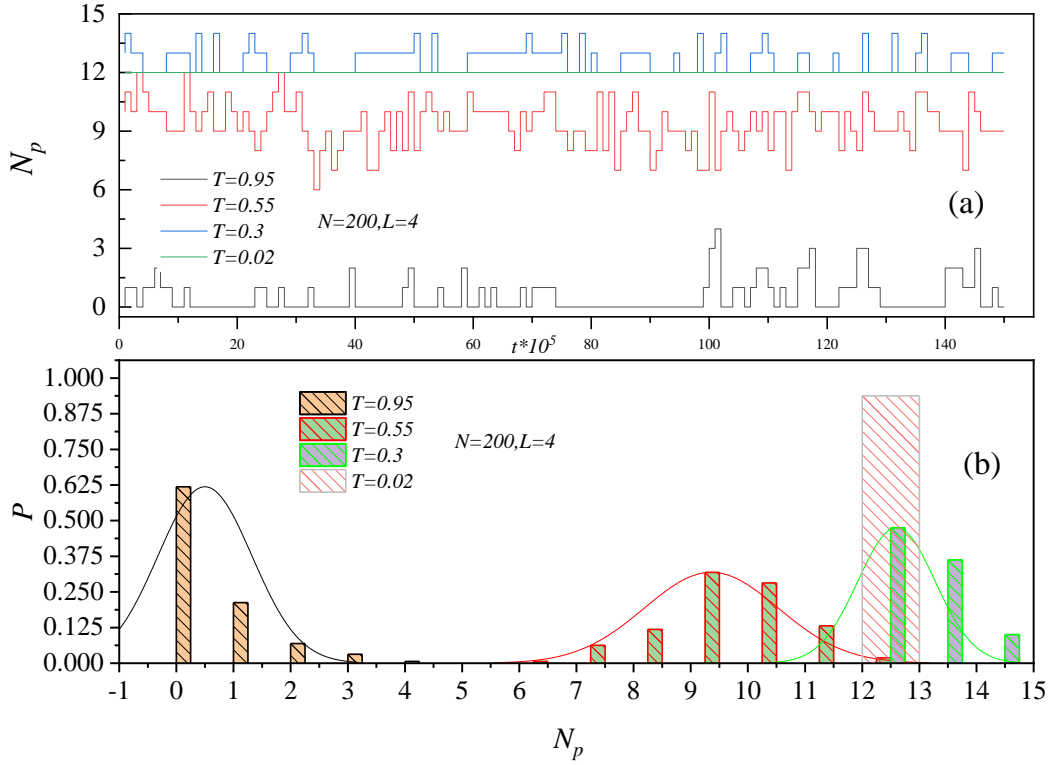 15
12
9
6
3
0
N_p
T=0.95
T=0.55
T=0.3
T=0.02
N=200,L=4
(a)
0 20 40 60 80 100 120 140
t*10^5
1.000
0.875
0.750
0.625
0.500
0.375
0.250
0.125
0.000
P
T=0.95
T=0.55
T=0.3
T=0.02
N=200,L=4
(b)
-1 0 1 2 3 4 5 6 7 8 9 10 11 12 13 14 15
N_p